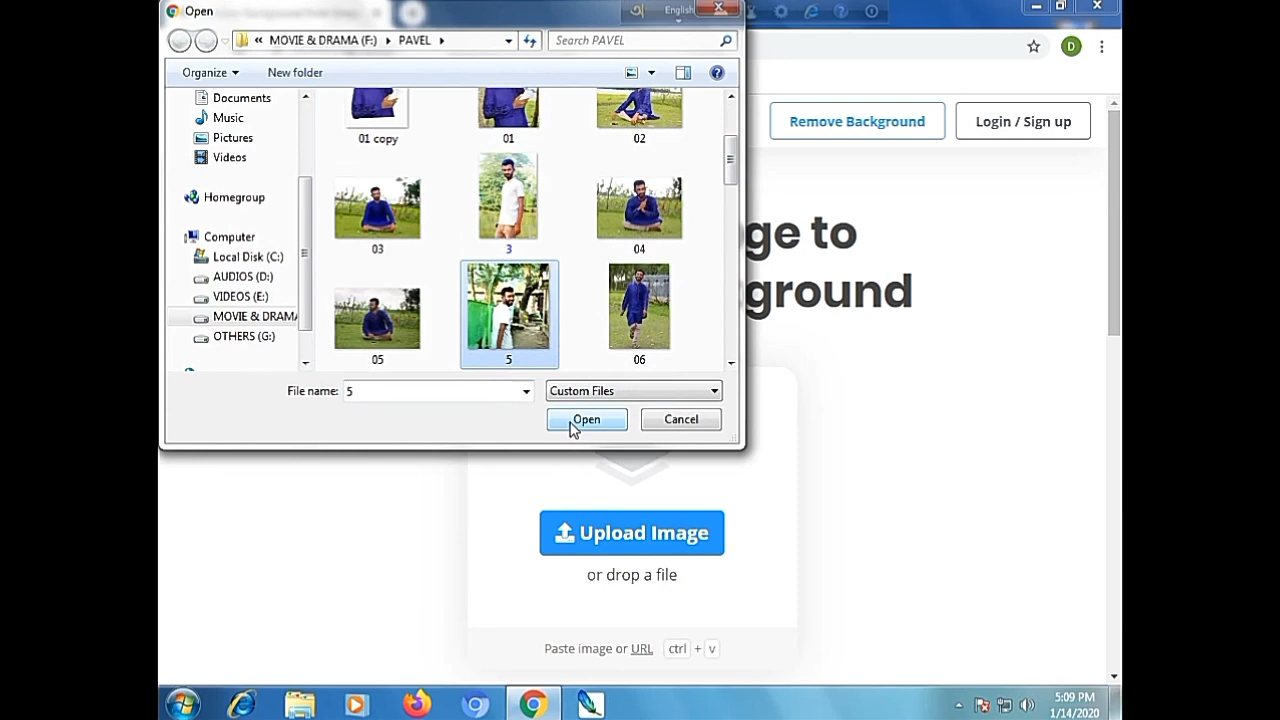 Open
English
« MOVIE & DRAMA (F:) ▸ PAVEL ▸
Search PAVEL
D
Organize
New folder
Remove Background
Login / Sign up
Documents
Music
Pictures
Videos
Homegroup
Computer
Local Disk (C:)
AUDIOS (D:)
VIDEOS (E:)
MOVIE & DRAMA
OTHERS (G:)
01 copy
01
02
03
3
04
05
5
06
File name: 5
Custom Files
Open
Cancel
ge to
ground
Upload Image
or drop a file
Paste image or URL ctrl + v
5:09 PM
1/14/2020